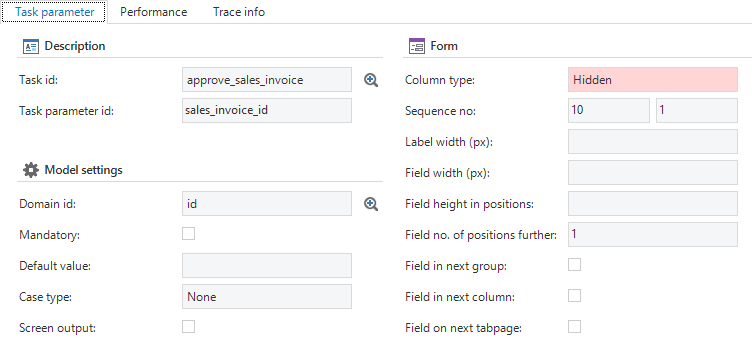 Task parameter Performance Trace info
Description
Task id: approve_sales_invoice
Task parameter id: sales_invoice_id
Model settings
Domain id: id
Mandatory:
Default value:
Case type: None
Screen output:
Form
Column type: Hidden
Sequence no: 10 1
Label width (px):
Field width (px):
Field height in positions:
Field no. of positions further: 1
Field in next group:
Field in next column:
Field on next tabpage: